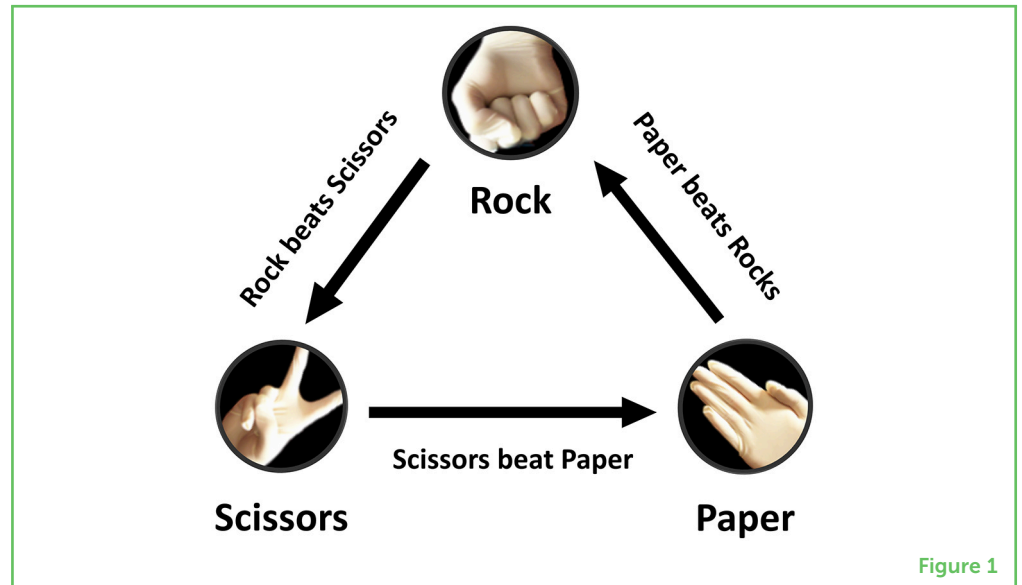 Rock beats Scissors
Paper beats Rocks
Rock
Scissors beat Paper
Scissors
Paper
Figure 1